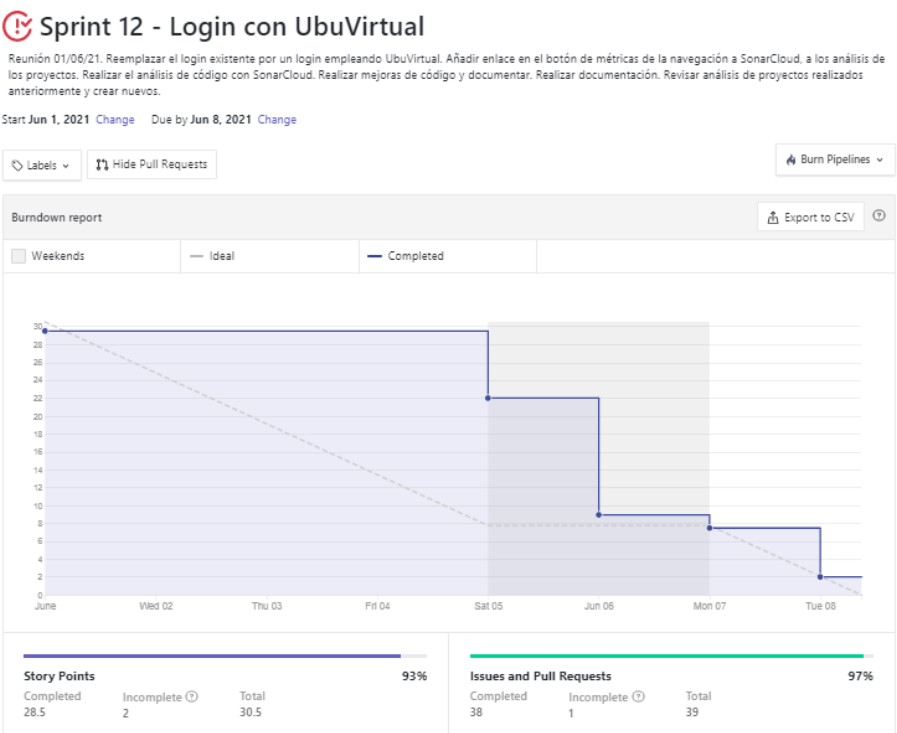 Sprint 12 - Login con UbuVirtual
Reunión 01/06/21. Reemplazar el login existente por un login empleando UbuVirtual. Añadir enlace en el botón de métricas de la navegación a SonarCloud, a los análisis de
los proyectos. Realizar el análisis de código con SonarCloud. Realizar mejoras de código y documentar. Realizar documentación. Revisar análisis de proyectos realizados
anteriormente y crear nuevos.
Start Jun 1, 2021 Change Due by Jun 8, 2021 Change
Labels Hide Pull Requests Burn Pipelines
Burndown report Export to CSV
Weekends Ideal Completed
30
28
26
24
22
20
18
16
14
12
10
8
6
4
2
0
June Wed 02 Thu 03 Fri 04 Sat 05 Jun 06 Mon 07 Tue 08
Story Points 93% Issues and Pull Requests 97%
Completed Incomplete ? Total Completed Incomplete ? Total
28.5 2 30.5 38 1 39